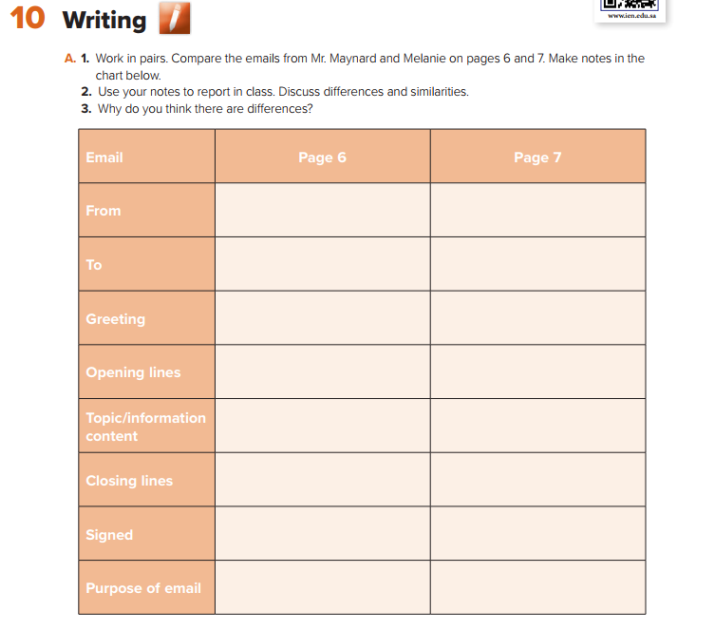 10 Writing
www.ien.edu.sa
A. 1. Work in pairs. Compare the emails from Mr. Maynard and Melanie on pages 6 and 7. Make notes in the
chart below.
2. Use your notes to report in class. Discuss differences and similarities.
3. Why do you think there are differences?
Email Page 6 Page 7
From
To
Greeting
Opening lines
Topic/information
content
Closing lines
Signed
Purpose of email